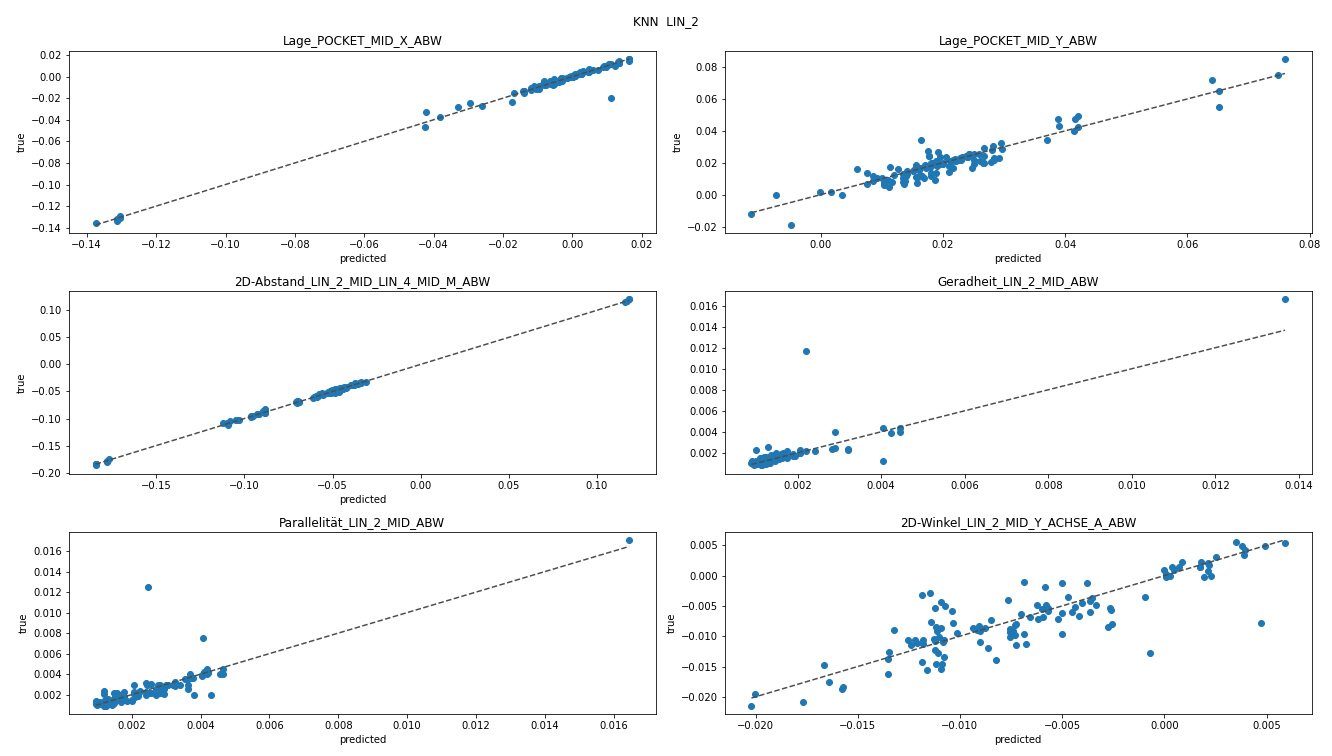 KNN LIN_2
Lage_POCKET_MID_X_ABW
0.02
0.00
−0.02
−0.04
−0.06
−0.08
−0.10
−0.12
−0.14
true
−0.14 −0.12 −0.10 −0.08 −0.06 −0.04 −0.02 0.00 0.02
predicted
Lage_POCKET_MID_Y_ABW
0.08
0.06
0.04
0.02
0.00
−0.02
true
0.00 0.02 0.04 0.06 0.08
predicted
2D-Abstand_LIN_2_MID_LIN_4_MID_M_ABW
0.10
0.05
0.00
−0.05
−0.10
−0.15
−0.20
true
−0.15 −0.10 −0.05 0.00 0.05 0.10
predicted
Geradheit_LIN_2_MID_ABW
0.016
0.014
0.012
0.010
0.008
0.006
0.004
0.002
true
0.002 0.004 0.006 0.008 0.010 0.012 0.014
predicted
Parallelität_LIN_2_MID_ABW
0.016
0.014
0.012
0.010
0.008
0.006
0.004
0.002
true
0.002 0.004 0.006 0.008 0.010 0.012 0.014 0.016
predicted
2D-Winkel_LIN_2_MID_Y_ACHSE_A_ABW
0.005
0.000
−0.005
−0.010
−0.015
−0.020
true
−0.020 −0.015 −0.010 −0.005 0.000 0.005
predicted